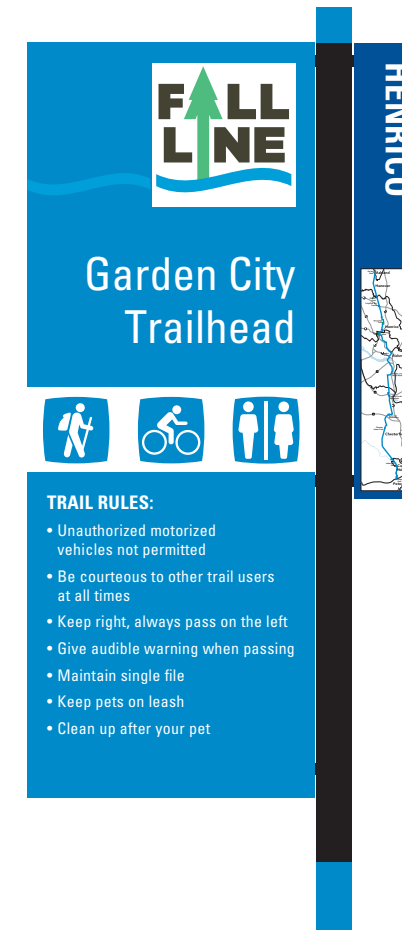 FALL
LINE
Garden City
Trailhead
TRAIL RULES:
• Unauthorized motorized
vehicles not permitted
• Be courteous to other trail users
at all times
• Keep right, always pass on the left
• Give audible warning when passing
• Maintain single file
• Keep pets on leash
• Clean up after your pet
HENRICO